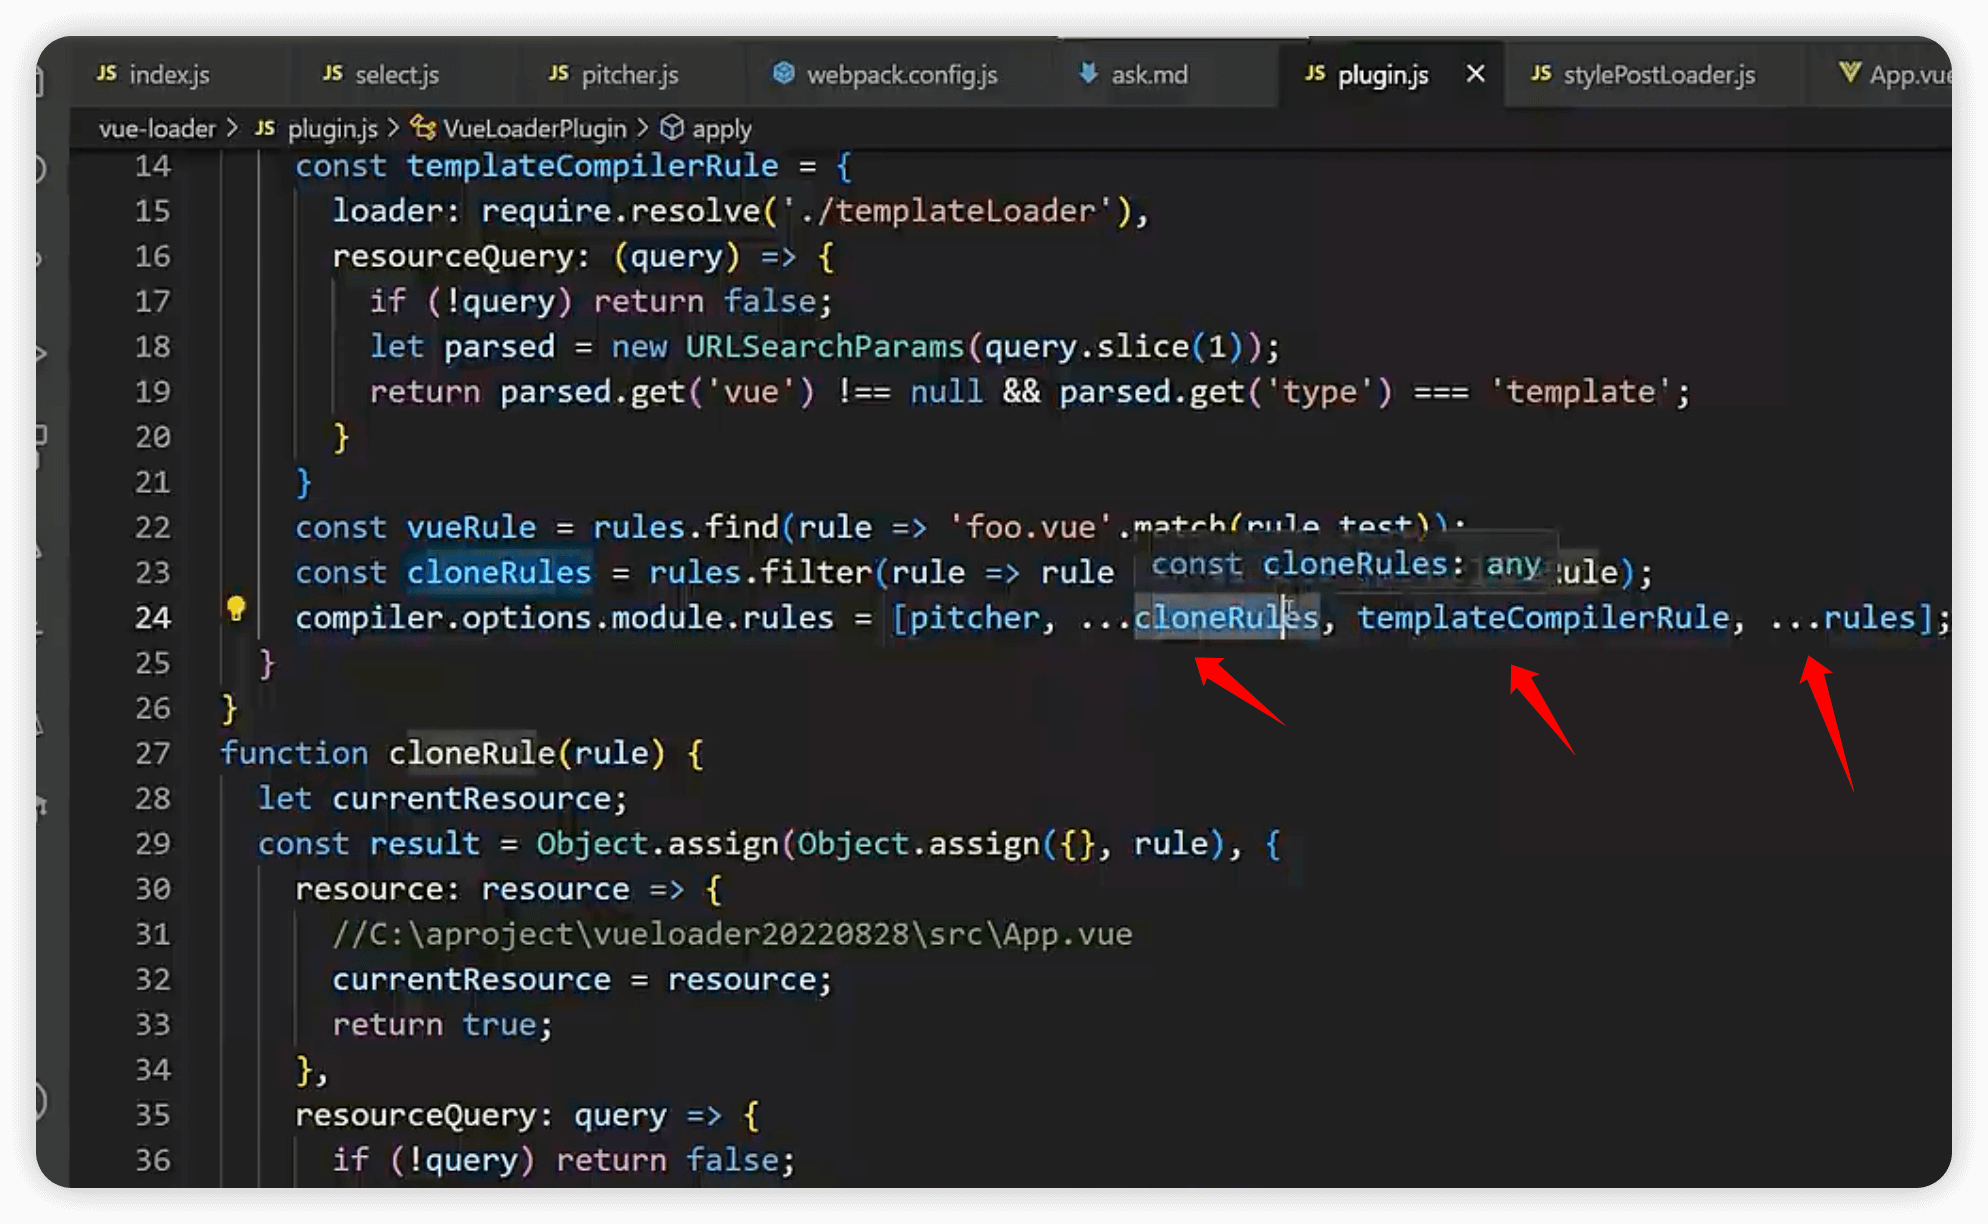 JS index.js JS select.js JS pitcher.js webpack.config.js ask.md JS plugin.js × JS stylePostLoader.js App.vue
vue-loader > JS plugin.js > VueLoaderPlugin > apply
14 const templateCompilerRule = {
15 loader: require.resolve('./templateLoader'),
16 resourceQuery: (query) => {
17 if (!query) return false;
18 let parsed = new URLSearchParams(query.slice(1));
19 return parsed.get('vue') !== null && parsed.get('type') === 'template';
20 }
21 }
22 const vueRule = rules.find(rule => 'foo.vue'.match(rule.test));
const cloneRules: any
23 const cloneRules = rules.filter(rule => rule ule);
24 compiler.options.module.rules = [pitcher, ...cloneRules, templateCompilerRule, ...rules];
25 }
26 }
27 function cloneRule(rule) {
28 let currentResource;
29 const result = Object.assign(Object.assign({}, rule), {
30 resource: resource => {
31 //C:\aproject\vueloader20220828\src\App.vue
32 currentResource = resource;
33 return true;
34 },
35 resourceQuery: query => {
36 if (!query) return false;